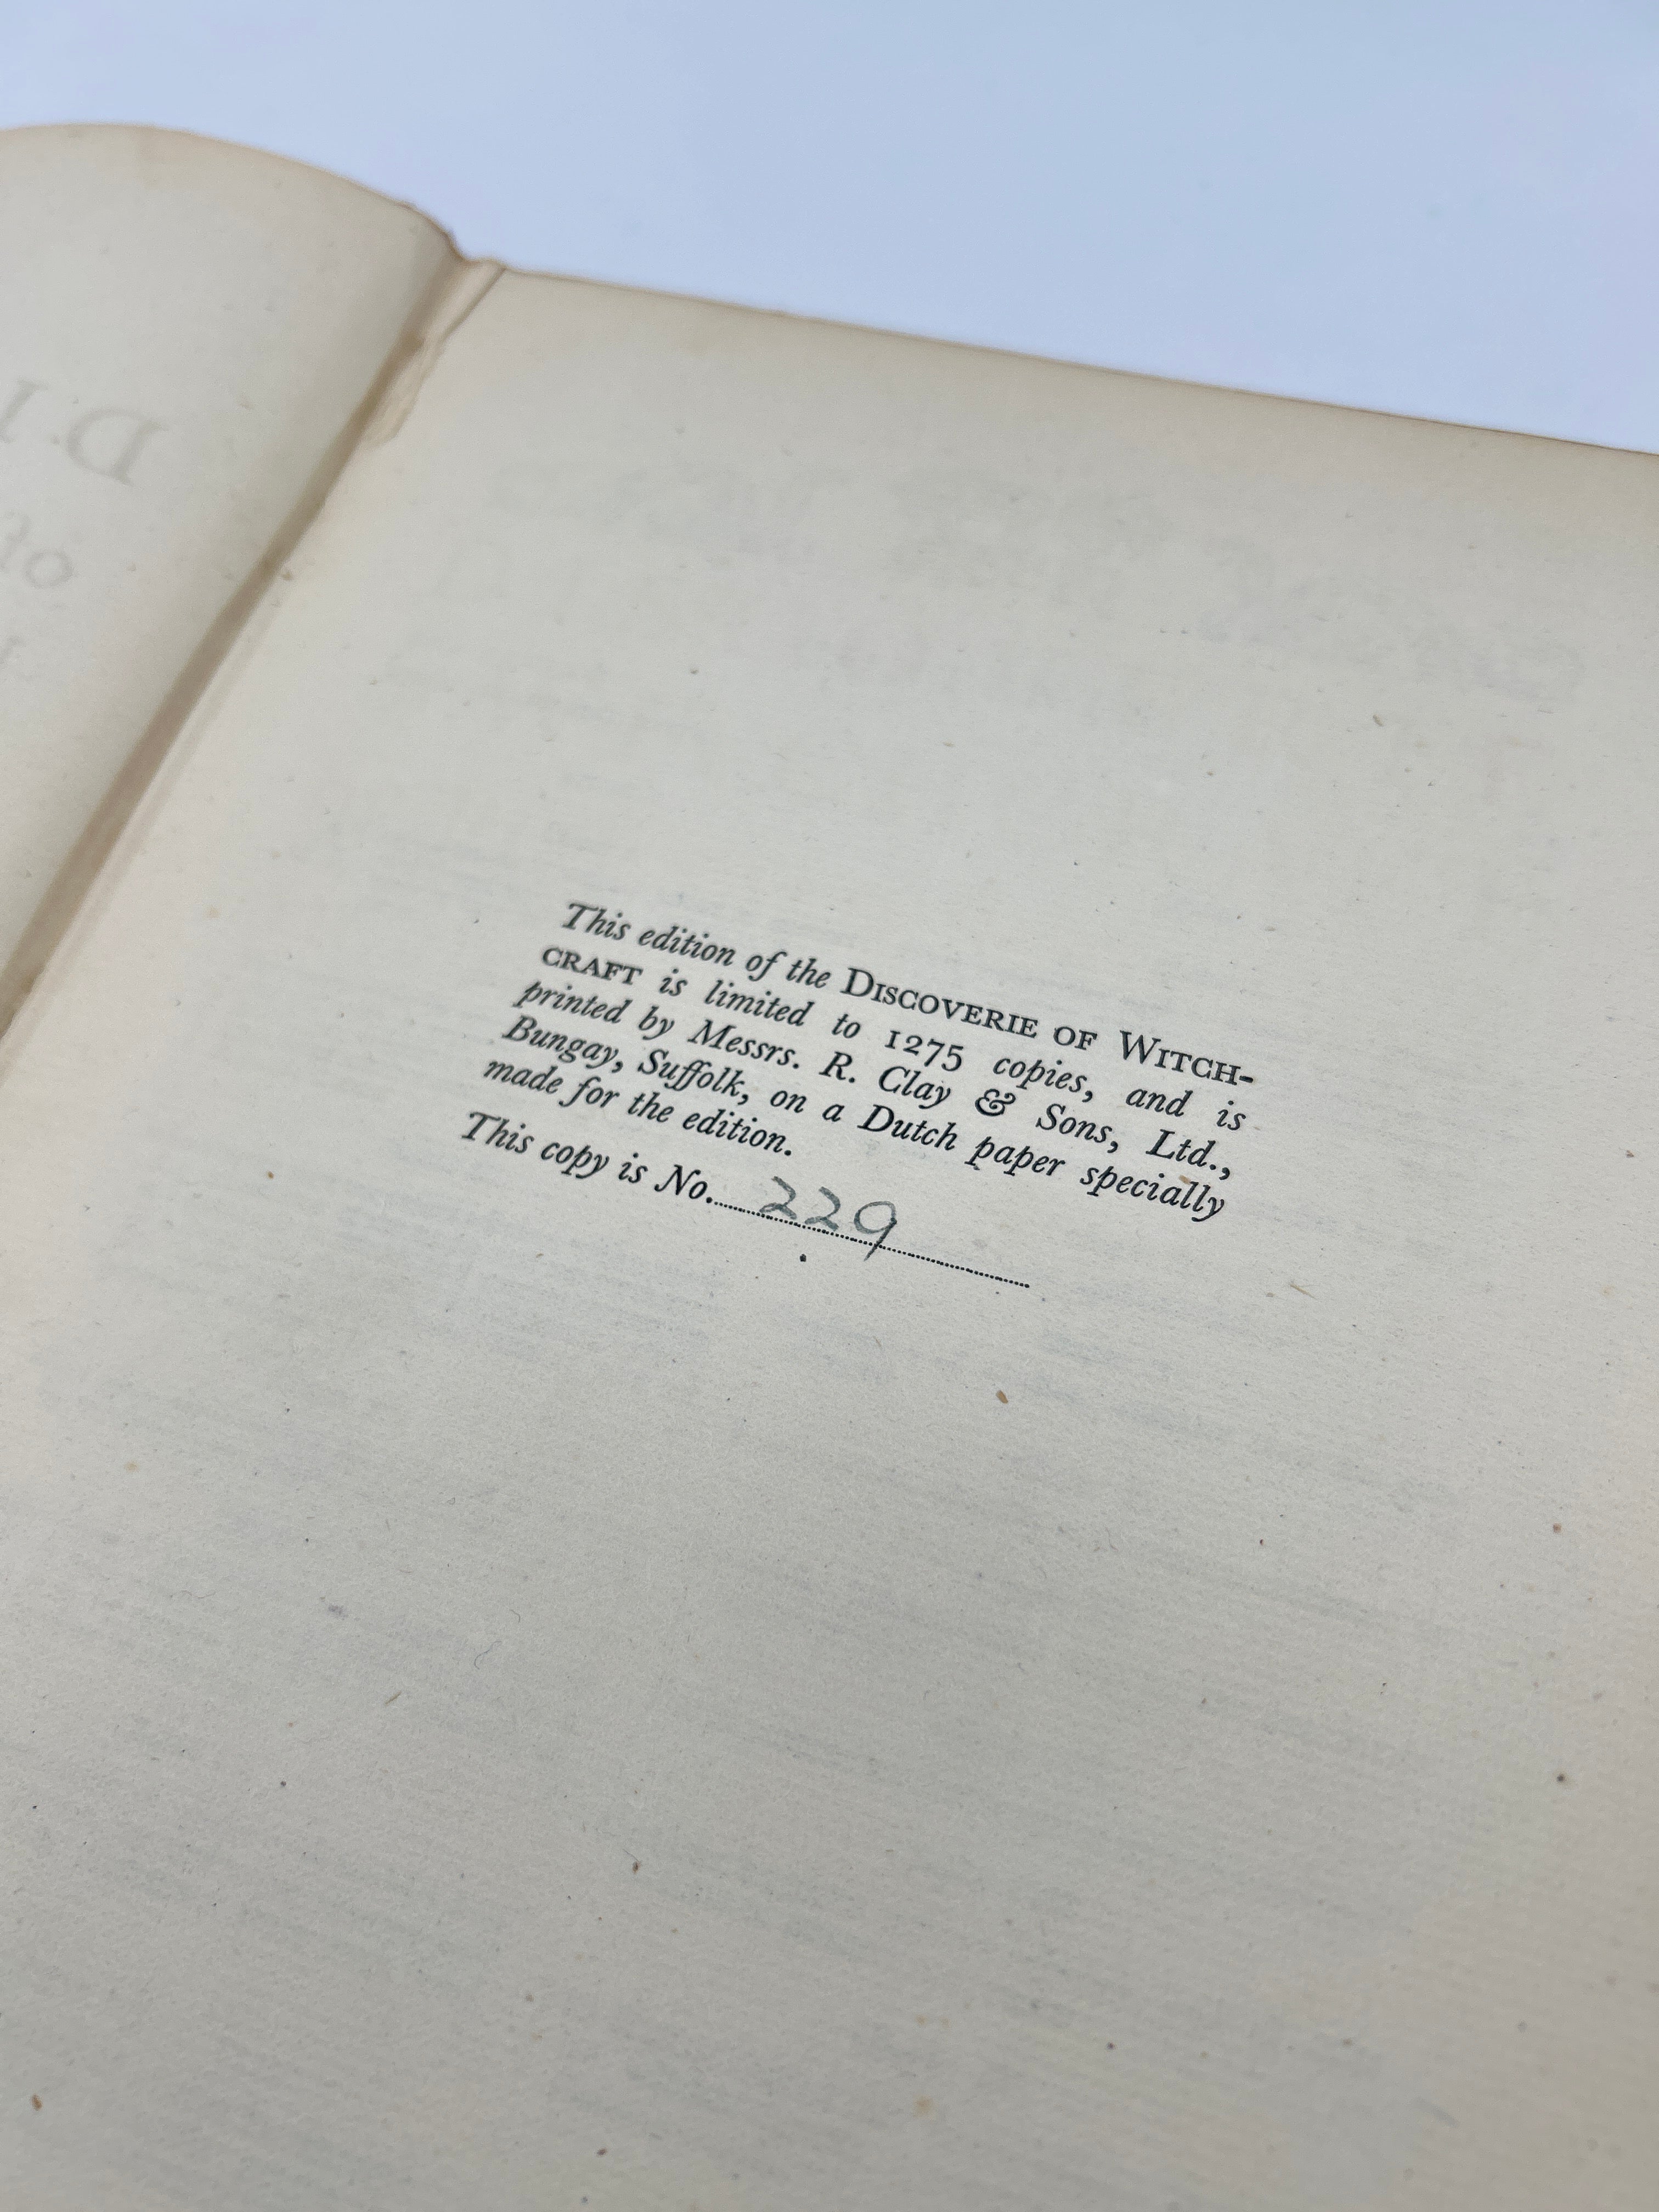 This edition of the DISCOVERIE OF WITCH-
CRAFT is limited to 1275 copies, and is
printed by Messrs. R. Clay & Sons, Ltd.,
Bungay, Suffolk, on a Dutch paper specially
made for the edition.
This copy is No. 229